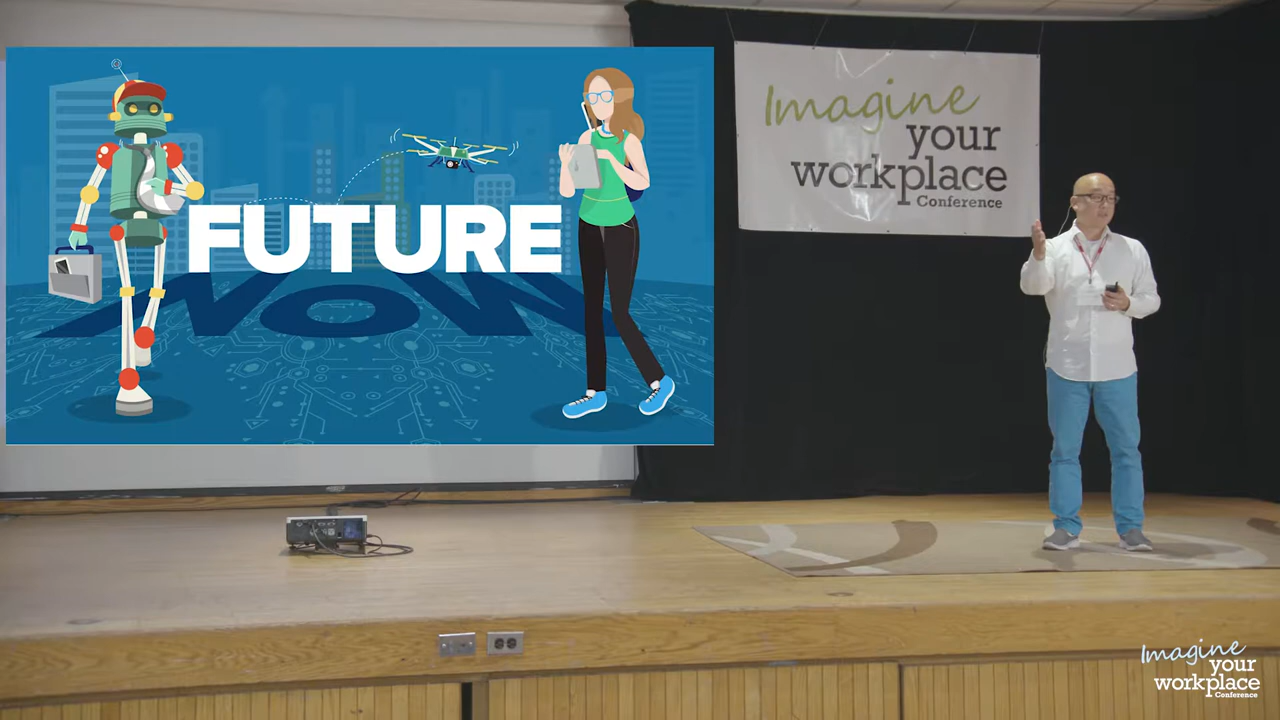 FUTURE
NOW
Imagine
your
workplace
Conference
Imagine
your
workplace
Conference